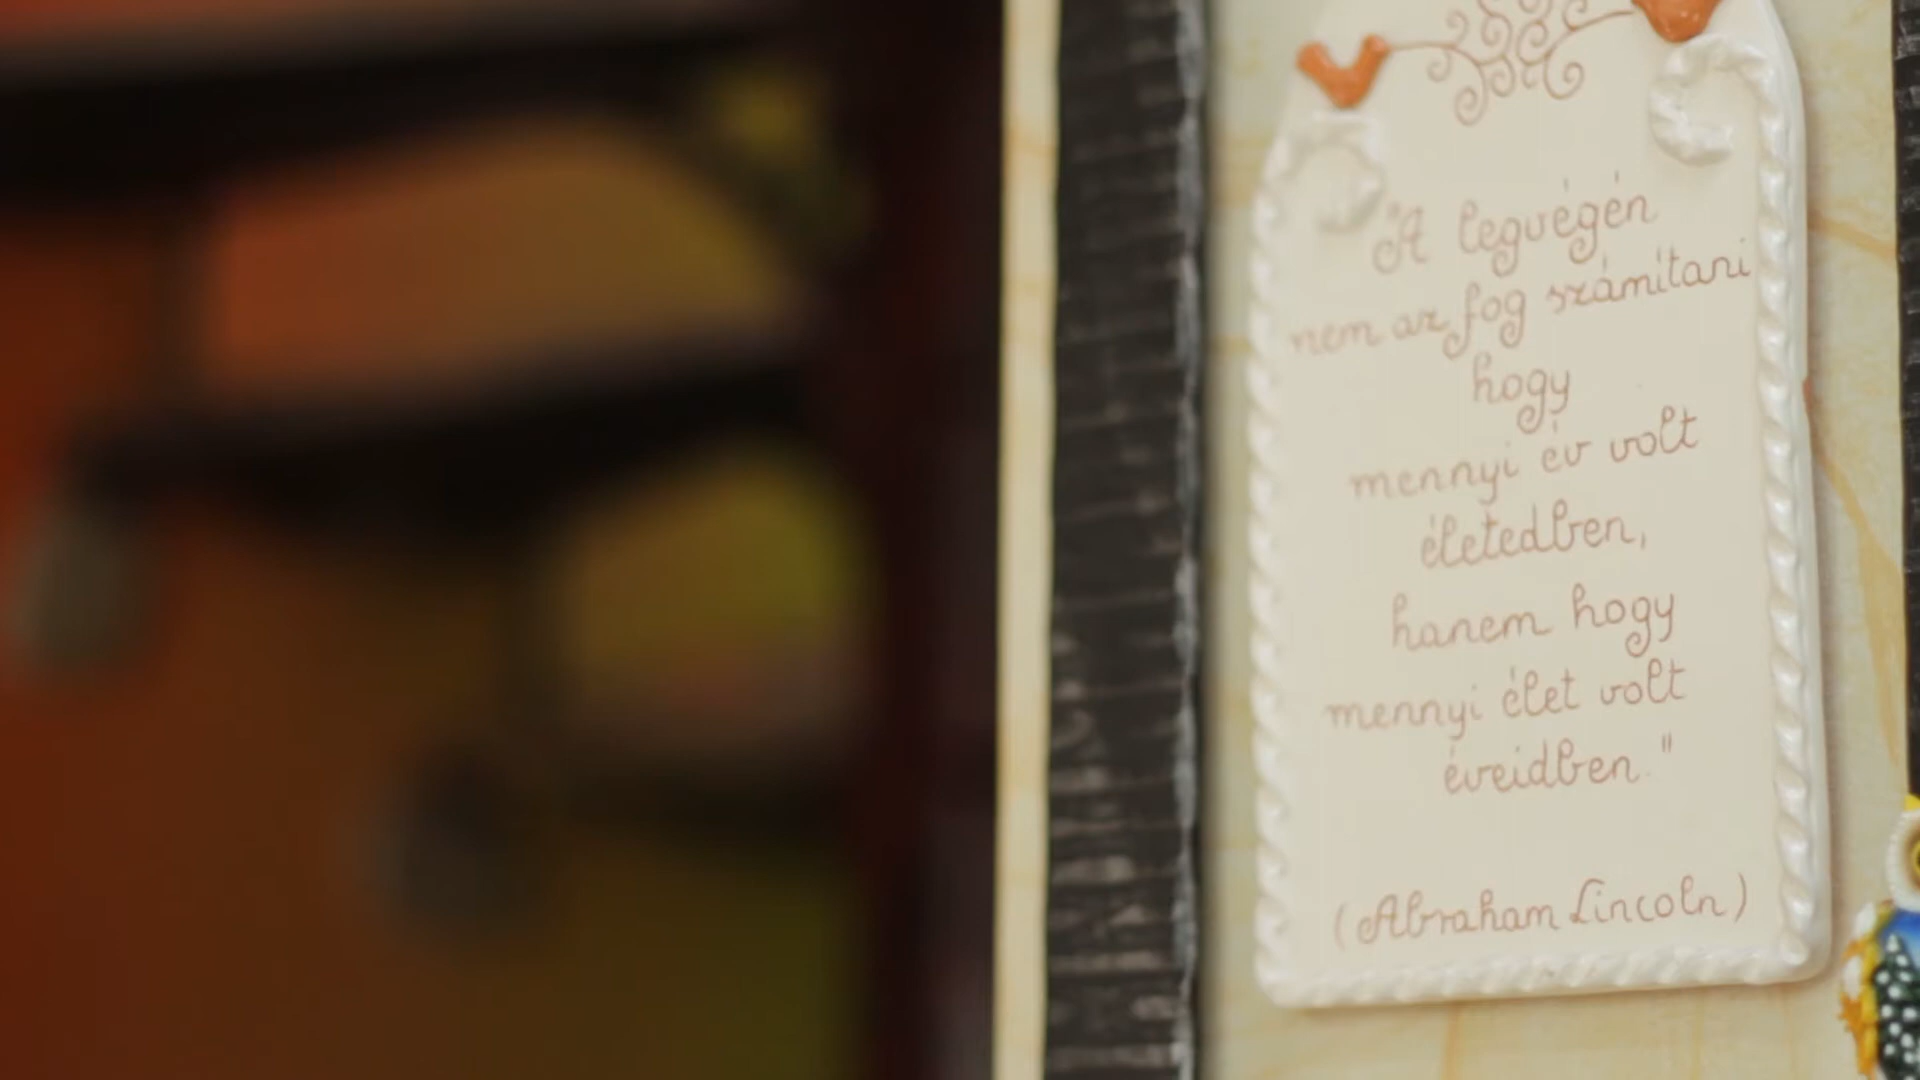 "A legvégén
nem az fog számítani
hogy
mennyi év volt
életedben,
hanem hogy
mennyi élet volt
éveidben."
(Abraham Lincoln)